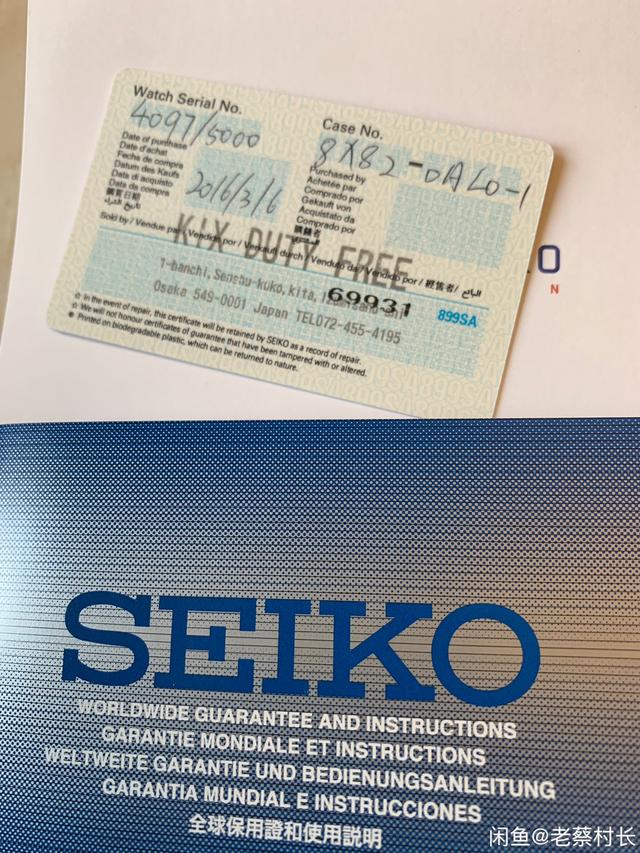 Watch Serial No.
4097/5000
Case No.
8X82-0AL0-1
Date of purchase
Date d'achat
Fecha de compra
Datum des Kaufs
Data di acquisto
Data da compra
購買日期
تاريخ الشراء
2016/3/6
Purchased by
Achetée par
Comprado por
Gekauft von
Acquistato da
Comprado por
購錶者
Sold by / Vendue par / Vendido por / Verkauft durch / Venduto da / Vendido por / 經售者 / البائع
KIX DUTY FREE
1-banchi, Senshu-kuko, kita,
69931
899SA
Osaka 549-0001 Japan TEL072-455-4195
☆ In the event of repair, this certificate will be retained by SEIKO as a record of repair.
☆ We will not honour certificates of guarantee that have been tampered with or altered.
Printed on biodegradable plastic, which can be returned to nature.
O
N
SEIKO
WORLDWIDE GUARANTEE AND INSTRUCTIONS
GARANTIE MONDIALE ET INSTRUCTIONS
WELTWEITE GARANTIE UND BEDIENUNGSANLEITUNG
GARANTIA MUNDIAL E INSTRUCCIONES
全球保用證和使用說明
闲鱼@老蔡村长